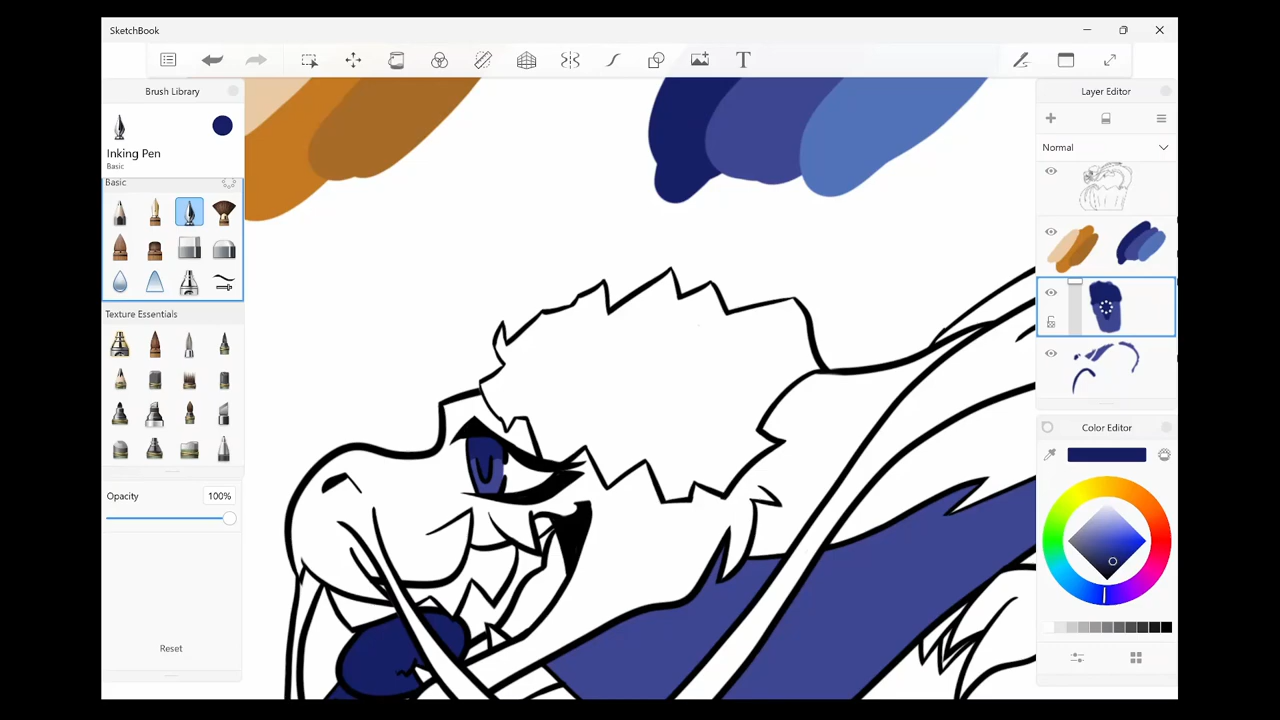 SketchBook
T
Brush Library
Layer Editor
Inking Pen
Basic
Normal
Basic
Texture Essentials
Color Editor
Opacity
100%
Reset